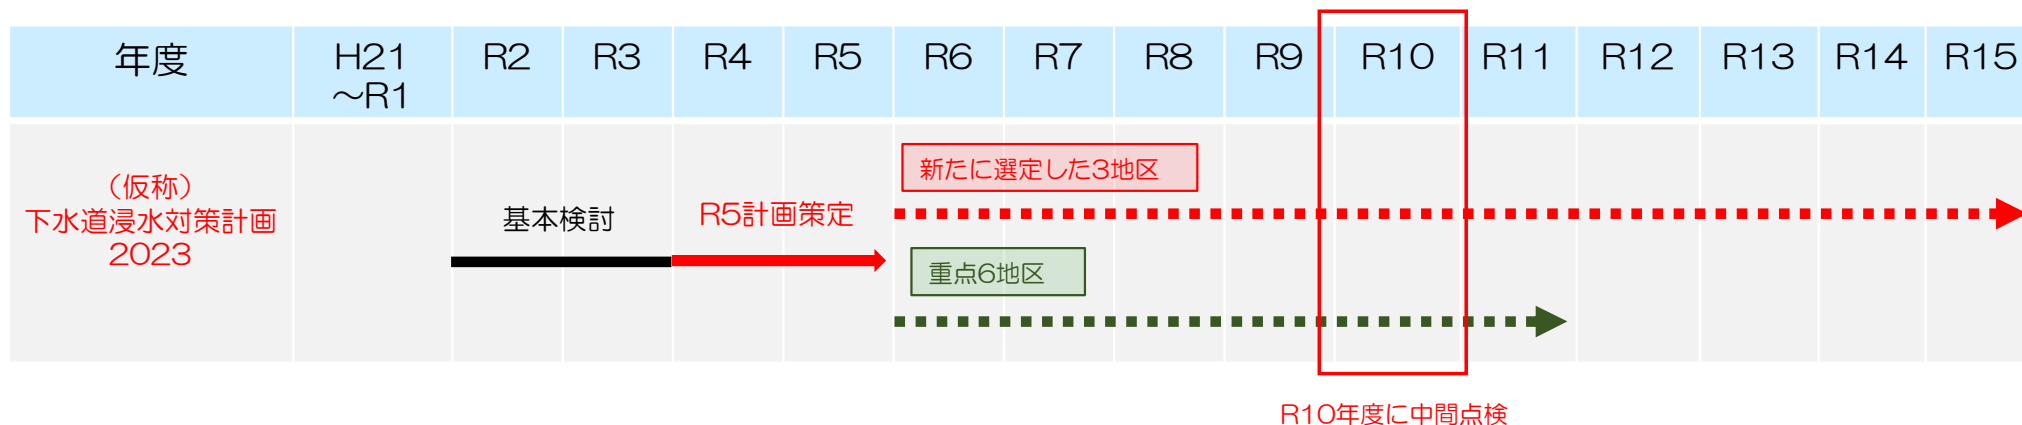 年度 H21 R2 R3 R4 R5 R6 R7 R8 R9 R10 R11 R12 R13 R14 R15
～R1
新たに選定した3地区
（仮称）
下水道浸水対策計画
2023
基本検討
R5計画策定
重点6地区
R10年度に中間点検